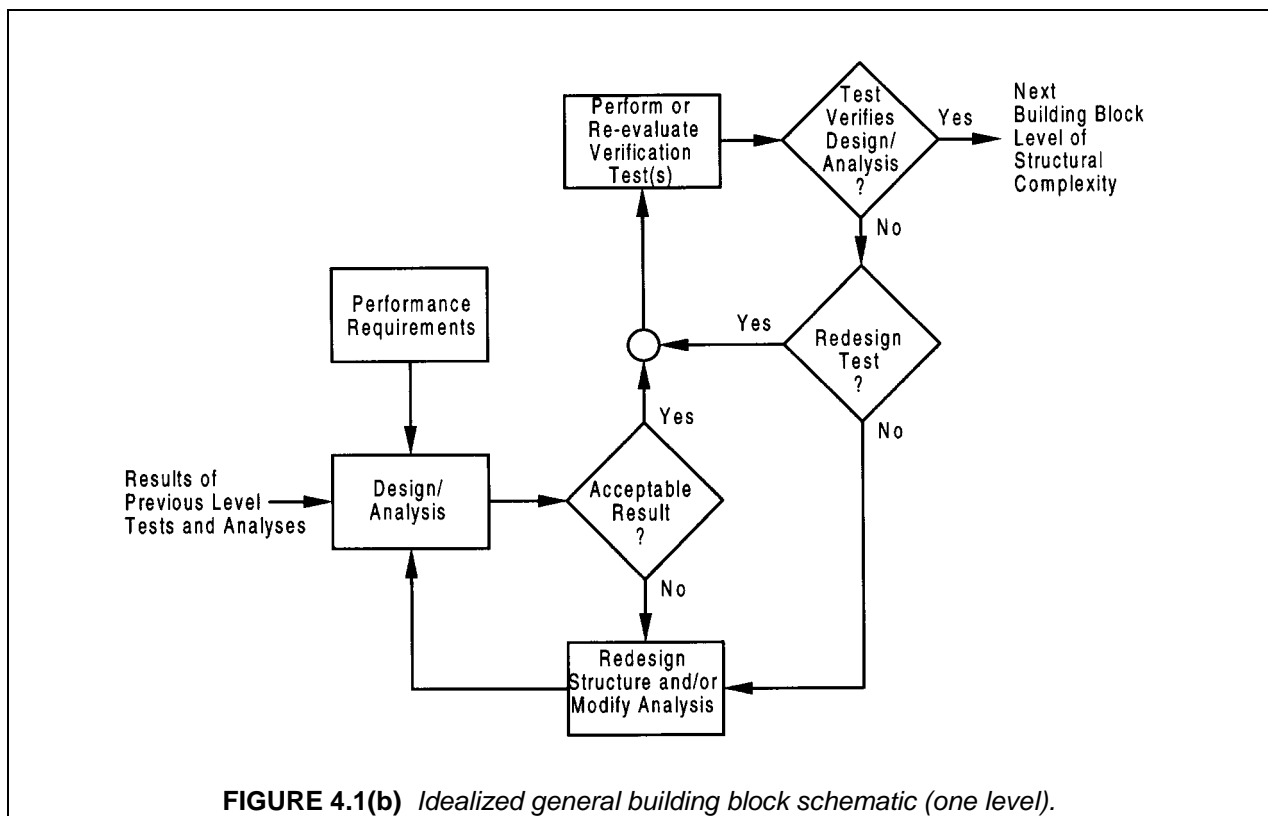 Perform or
Re-evaluate
Verification
Test(s)
Test
Verifies
Design/
Analysis
?
Yes
Next
Building Block
Level of
Structural
Complexity
No
Performance
Requirements
Yes
Redesign
Test
?
Yes
No
Results of
Previous Level
Tests and Analyses
Design/
Analysis
Acceptable
Result
?
No
Redesign
Structure and/or
Modify Analysis
FIGURE 4.1(b) Idealized general building block schematic (one level).